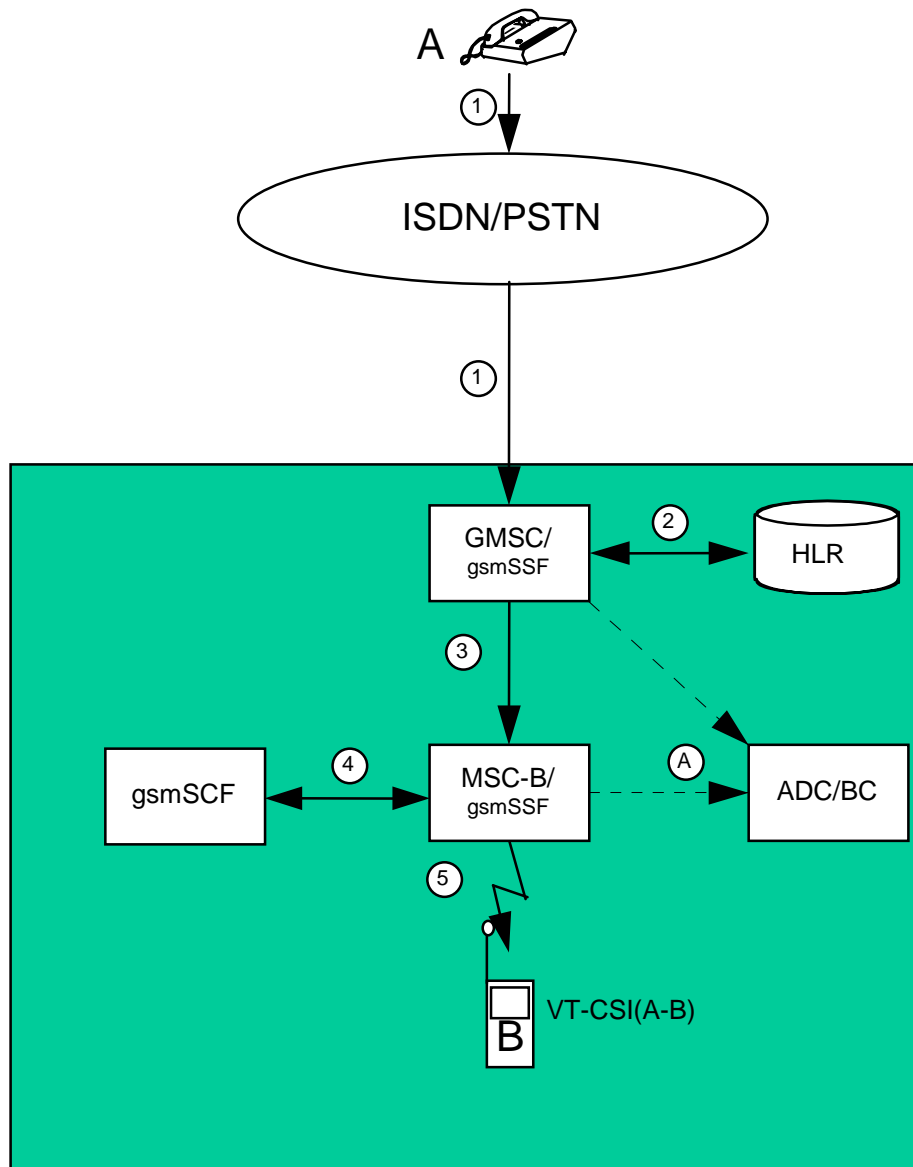 A
1
ISDN/PSTN
1
GMSC/
gsmSSF
2
HLR
3
gsmSCF
4
MSC-B/
gsmSSF
A
ADC/BC
5
B
VT-CSI(A-B)